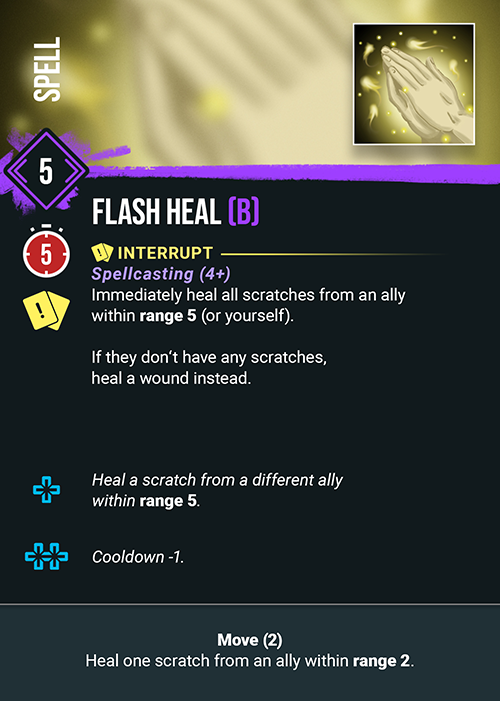 SPELL
5
FLASH HEAL (B)
5
! INTERRUPT
Spellcasting (4+)
!
Immediately heal all scratches from an ally
within range 5 (or yourself).
If they don‘t have any scratches,
heal a wound instead.
Heal a scratch from a different ally
within range 5.
Cooldown -1.
Move (2)
Heal one scratch from an ally within range 2.